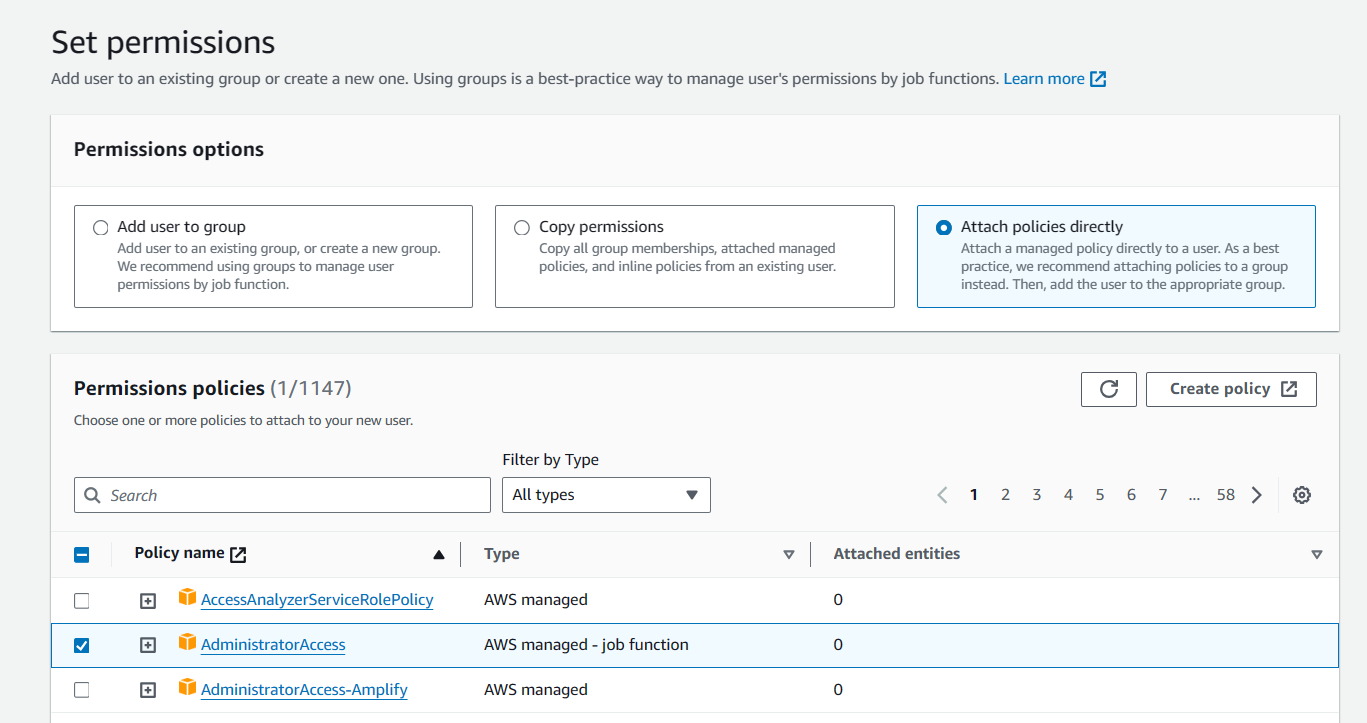 Set permissions
Add user to an existing group or create a new one. Using groups is a best-practice way to manage user's permissions by job functions. Learn more
Permissions options
Add user to group
Add user to an existing group, or create a new group.
We recommend using groups to manage user
permissions by job function.
Copy permissions
Copy all group memberships, attached managed
policies, and inline policies from an existing user.
Attach policies directly
Attach a managed policy directly to a user. As a best
practice, we recommend attaching policies to a group
instead. Then, add the user to the appropriate group.
Permissions policies (1/1147)
Create policy
Choose one or more policies to attach to your new user.
Filter by Type
Search
All types
1 2 3 4 5 6 7 ... 58
Policy name Type Attached entities
AccessAnalyzerServiceRolePolicy AWS managed 0
AdministratorAccess AWS managed - job function 0
AdministratorAccess-Amplify AWS managed 0